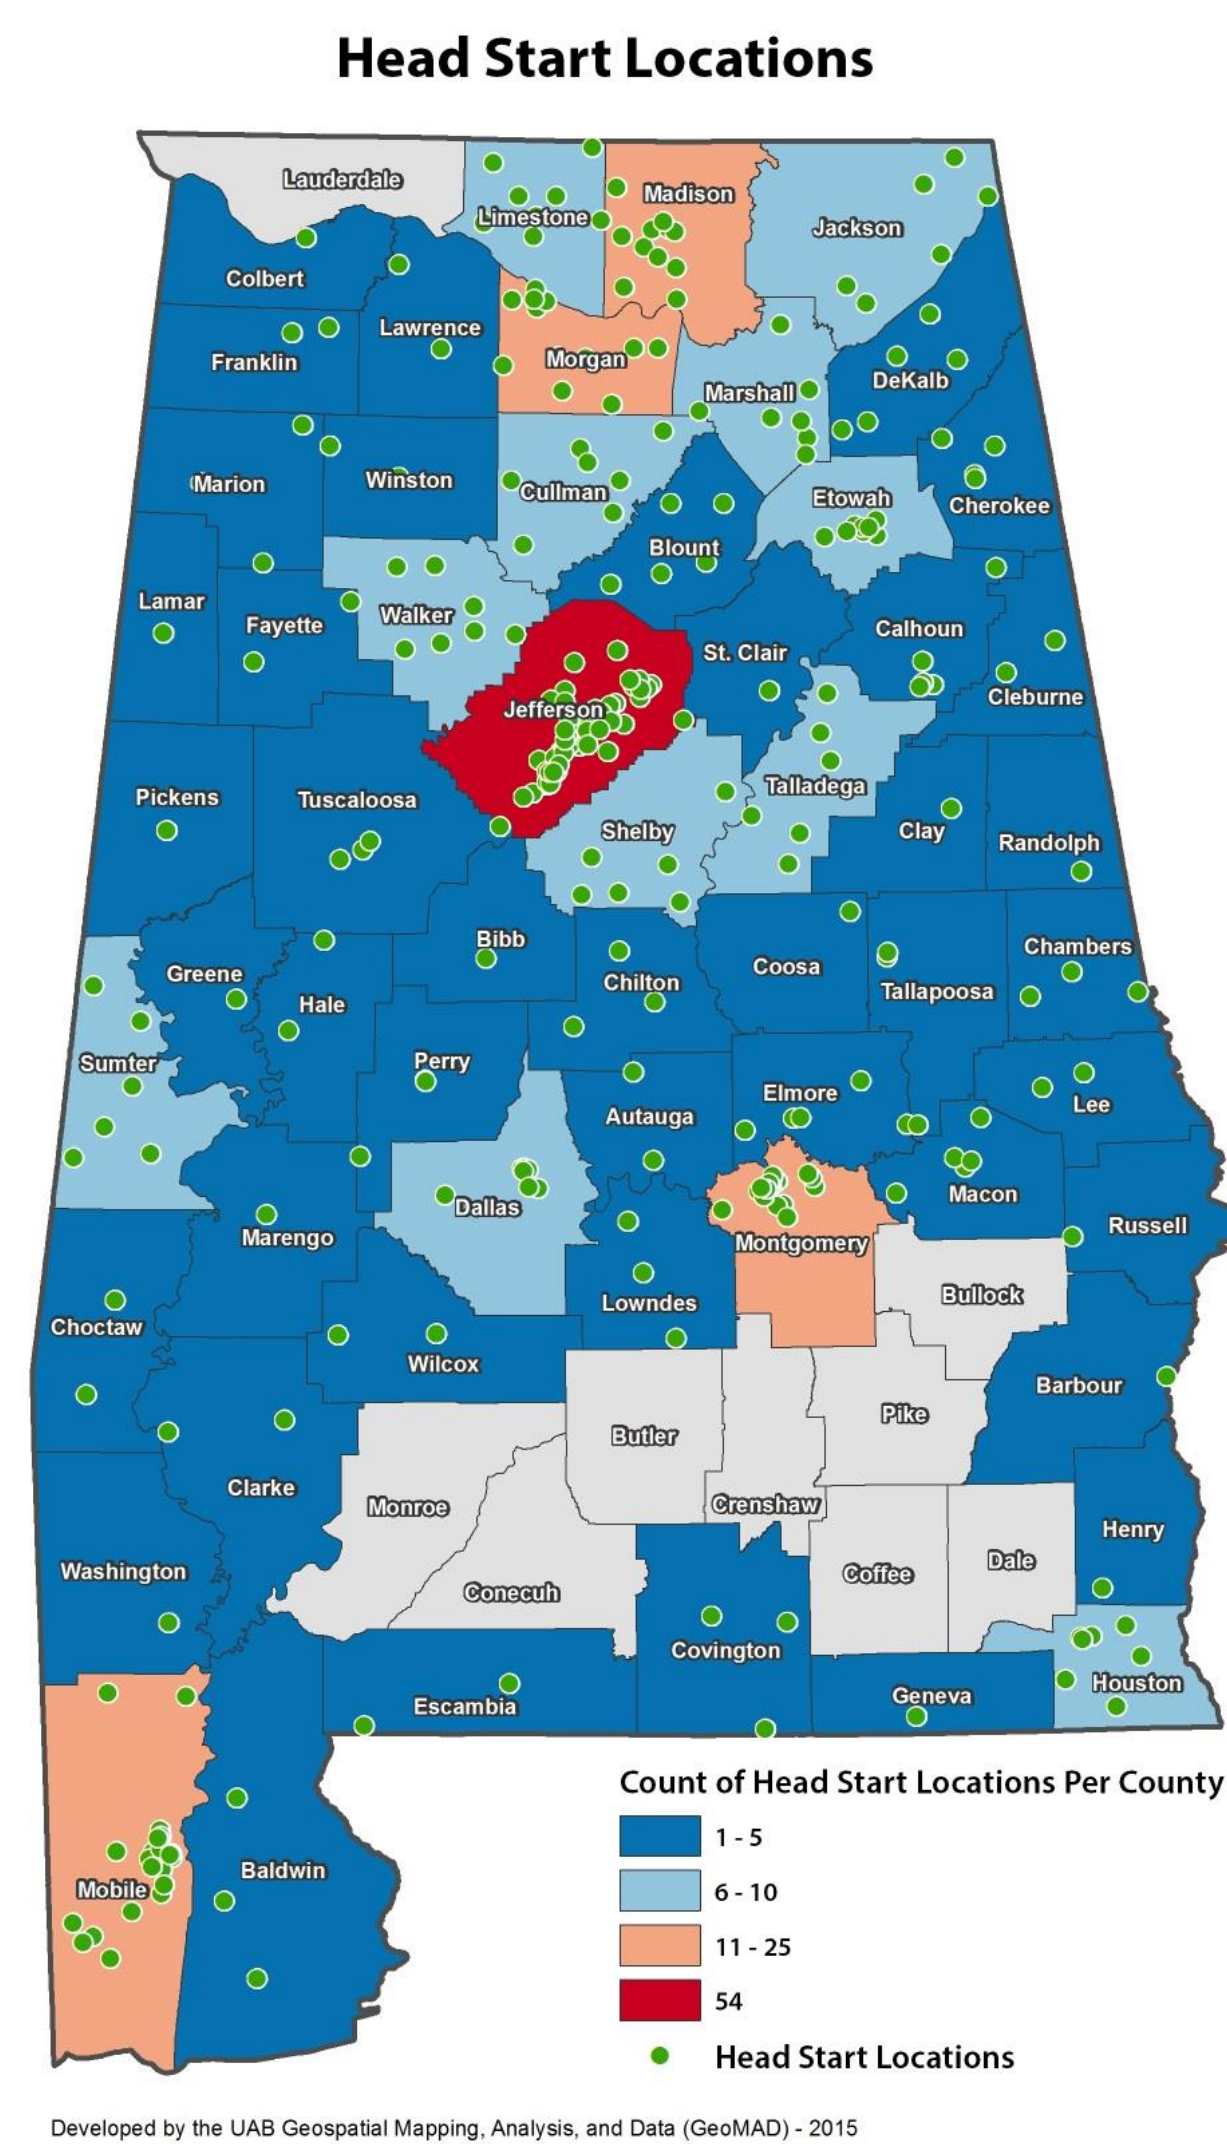 Head Start Locations
Lauderdale
Limestone
Madison
Jackson
Colbert
Lawrence
Franklin
Morgan
Marshall
DeKalb
Marion
Winston
Cullman
Etowah
Cherokee
Blount
Lamar
Fayette
Walker
Calhoun
St. Clair
Cleburne
Jefferson
Pickens
Tuscaloosa
Talladega
Shelby
Clay
Randolph
Bibb
Chambers
Greene
Hale
Chilton
Coosa
Tallapoosa
Sumter
Perry
Elmore
Autauga
Lee
Dallas
Macon
Marengo
Montgomery
Russell
Lowndes
Bullock
Choctaw
Wilcox
Barbour
Butler
Pike
Clarke
Monroe
Crenshaw
Henry
Washington
Conecuh
Coffee
Dale
Covington
Escambia
Geneva
Houston
Mobile
Baldwin
Count of Head Start Locations Per County
1 - 5
6 - 10
11 - 25
54
Head Start Locations
Developed by the UAB Geospatial Mapping, Analysis, and Data (GeoMAD) - 2015